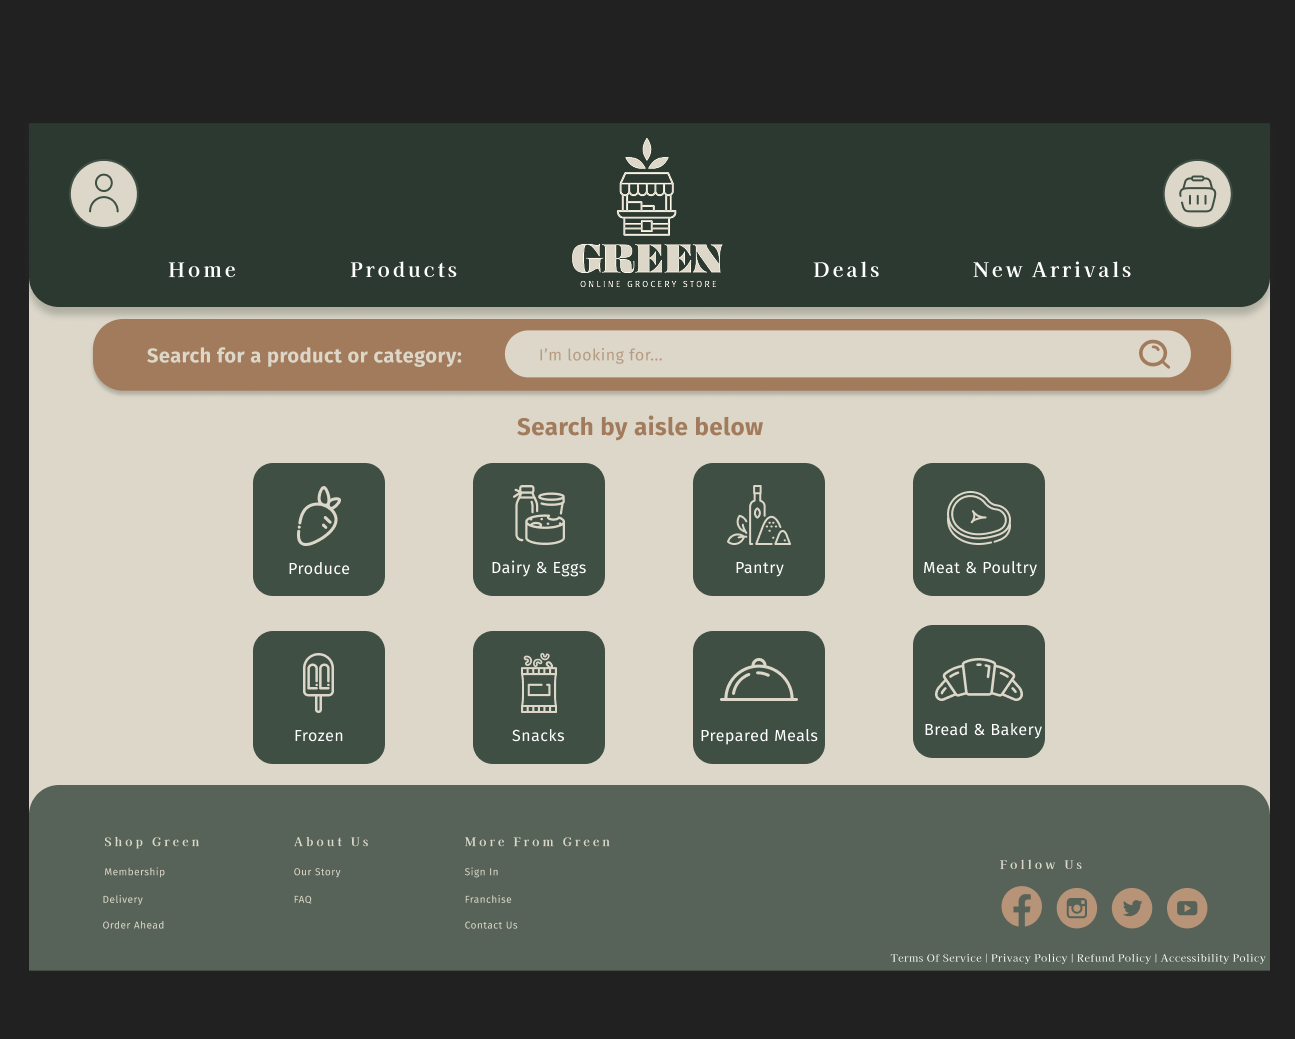 Home
Products
GREEN
ONLINE GROCERY STORE
Deals
New Arrivals
Search for a product or category:
I'm looking for...
Search by aisle below
Produce
Dairy & Eggs
Pantry
Meat & Poultry
Frozen
Snacks
Prepared Meals
Bread & Bakery
Shop Green
Membership
Delivery
Order Ahead
About Us
Our Story
FAQ
More From Green
Sign In
Franchise
Contact Us
Follow Us
Terms Of Service | Privacy Policy | Refund Policy | Accessibility Policy